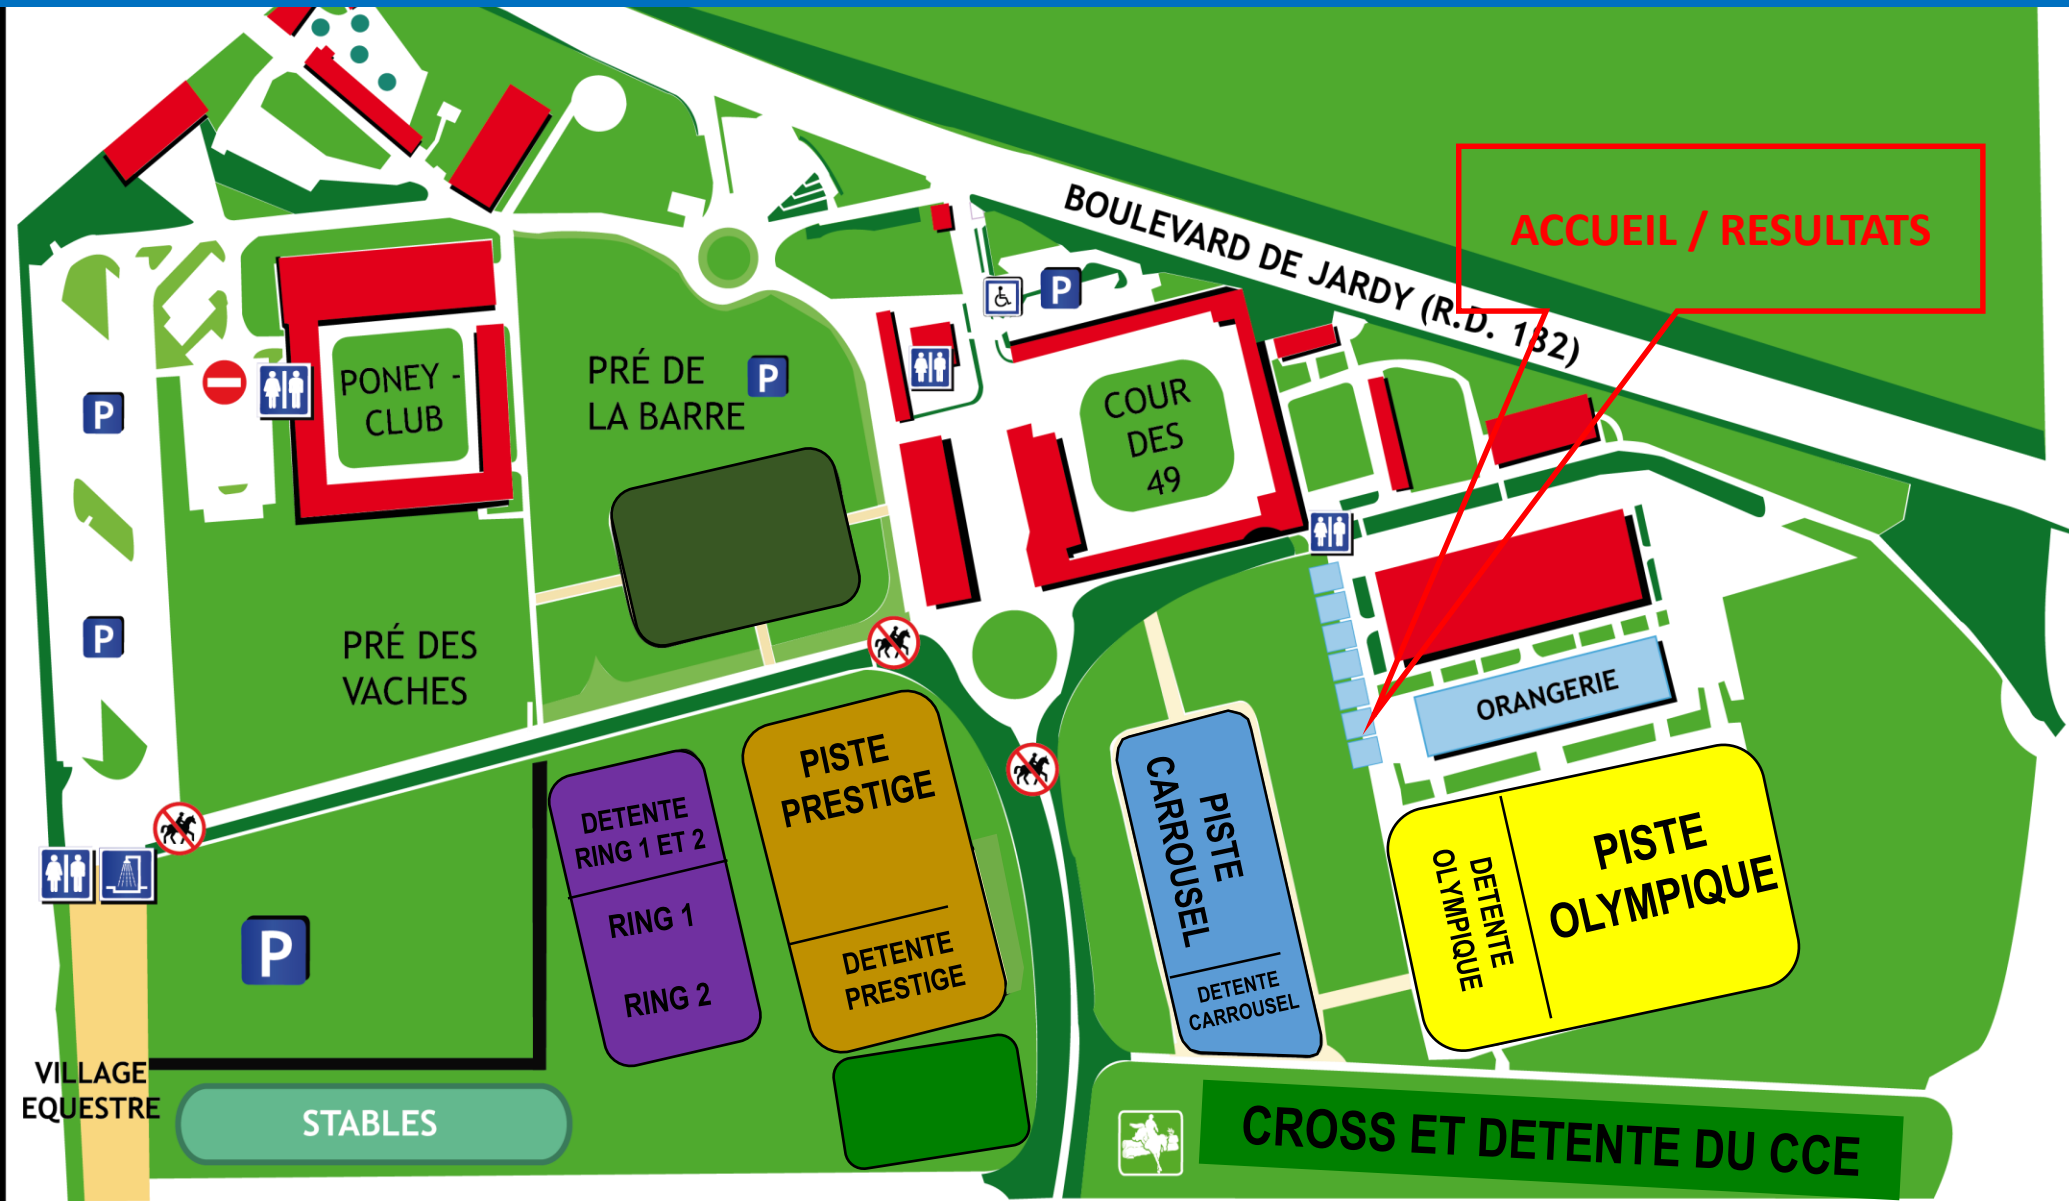 BOULEVARD DE JARDY (R.D. 182)
ACCUEIL / RESULTATS
P
PONEY -
CLUB
PRÉ DE
LA BARRE
P
P
COUR
DES
49
P
PRÉ DES
VACHES
ORANGERIE
DETENTE
RING 1 ET 2
RING 1
RING 2
PISTE
PRESTIGE
DETENTE
PRESTIGE
PISTE
CARROUSEL
DETENTE
CARROUSEL
DETENTE
OLYMPIQUE
PISTE
OLYMPIQUE
P
VILLAGE
EQUESTRE
STABLES
CROSS ET DETENTE DU CCE